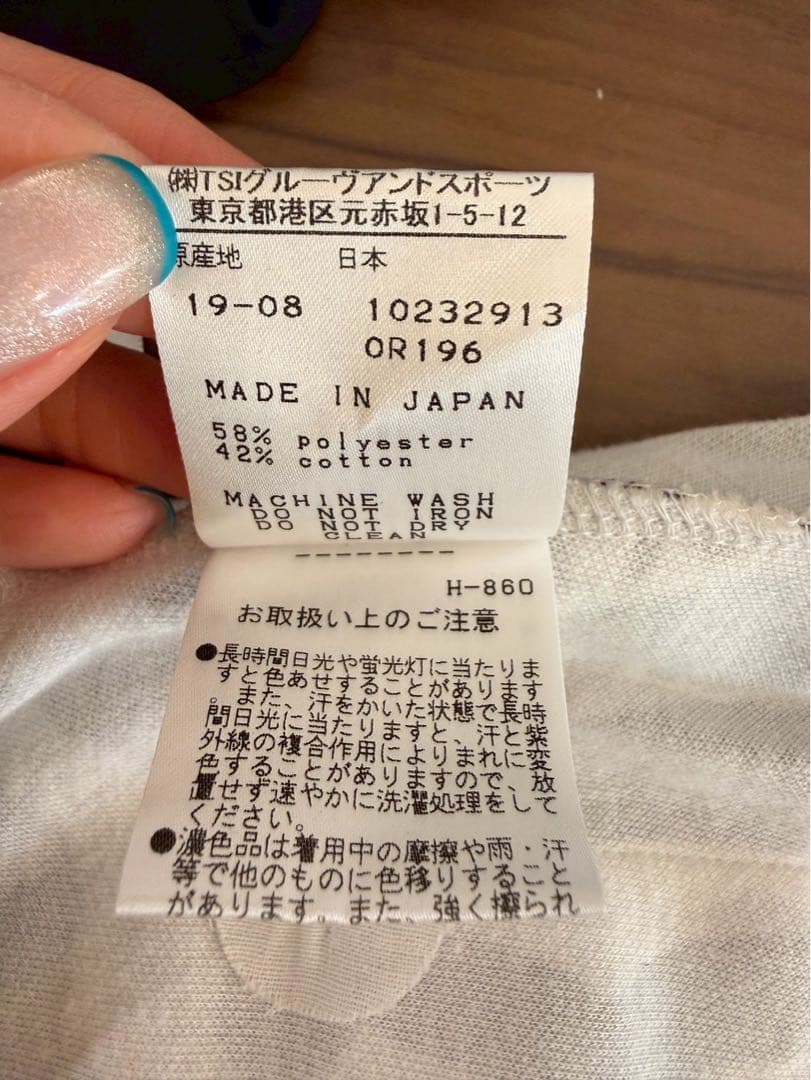 (株)TSIグルーヴアンドスポーツ
東京都港区元赤坂1-5-12
原産地 日本
19-08 10232913
OR196
MADE IN JAPAN
58% polyester
42% cotton
MACHINE WASH
DO NOT IRON
DO NOT DRY
CLEAN
--------
H-860
お取扱い上のご注意
●長時間日光や蛍光灯に当たりま
すと色あせすることがあります
。また、汗をかいた状態で長時
間日光に当たりますと、汗と紫
外線の複合作用によりまれに変
色することがありますので、放
置せず速やかに洗濯処理をして
ください。
●濃色品は着用中の摩擦や雨・汗
等で他のものに色移りすること
があります。また、強く擦られ